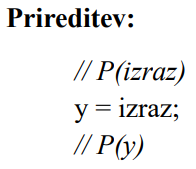 Prireditev:
// P(izraz)
y = izraz;
// P(y)